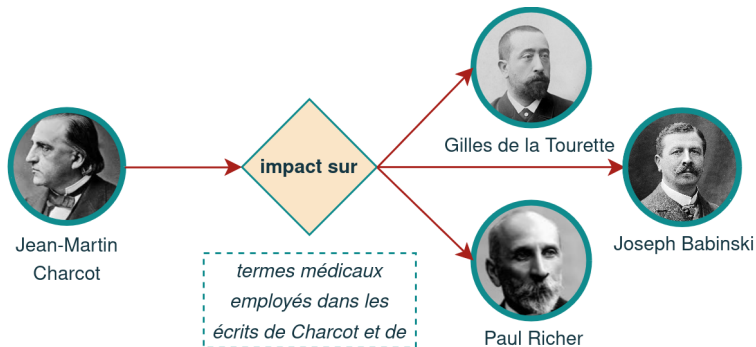 Jean-Martin
Charcot
impact sur
termes médicaux
employés dans les
écrits de Charcot et de
Gilles de la Tourette
Joseph Babinski
Paul Richer